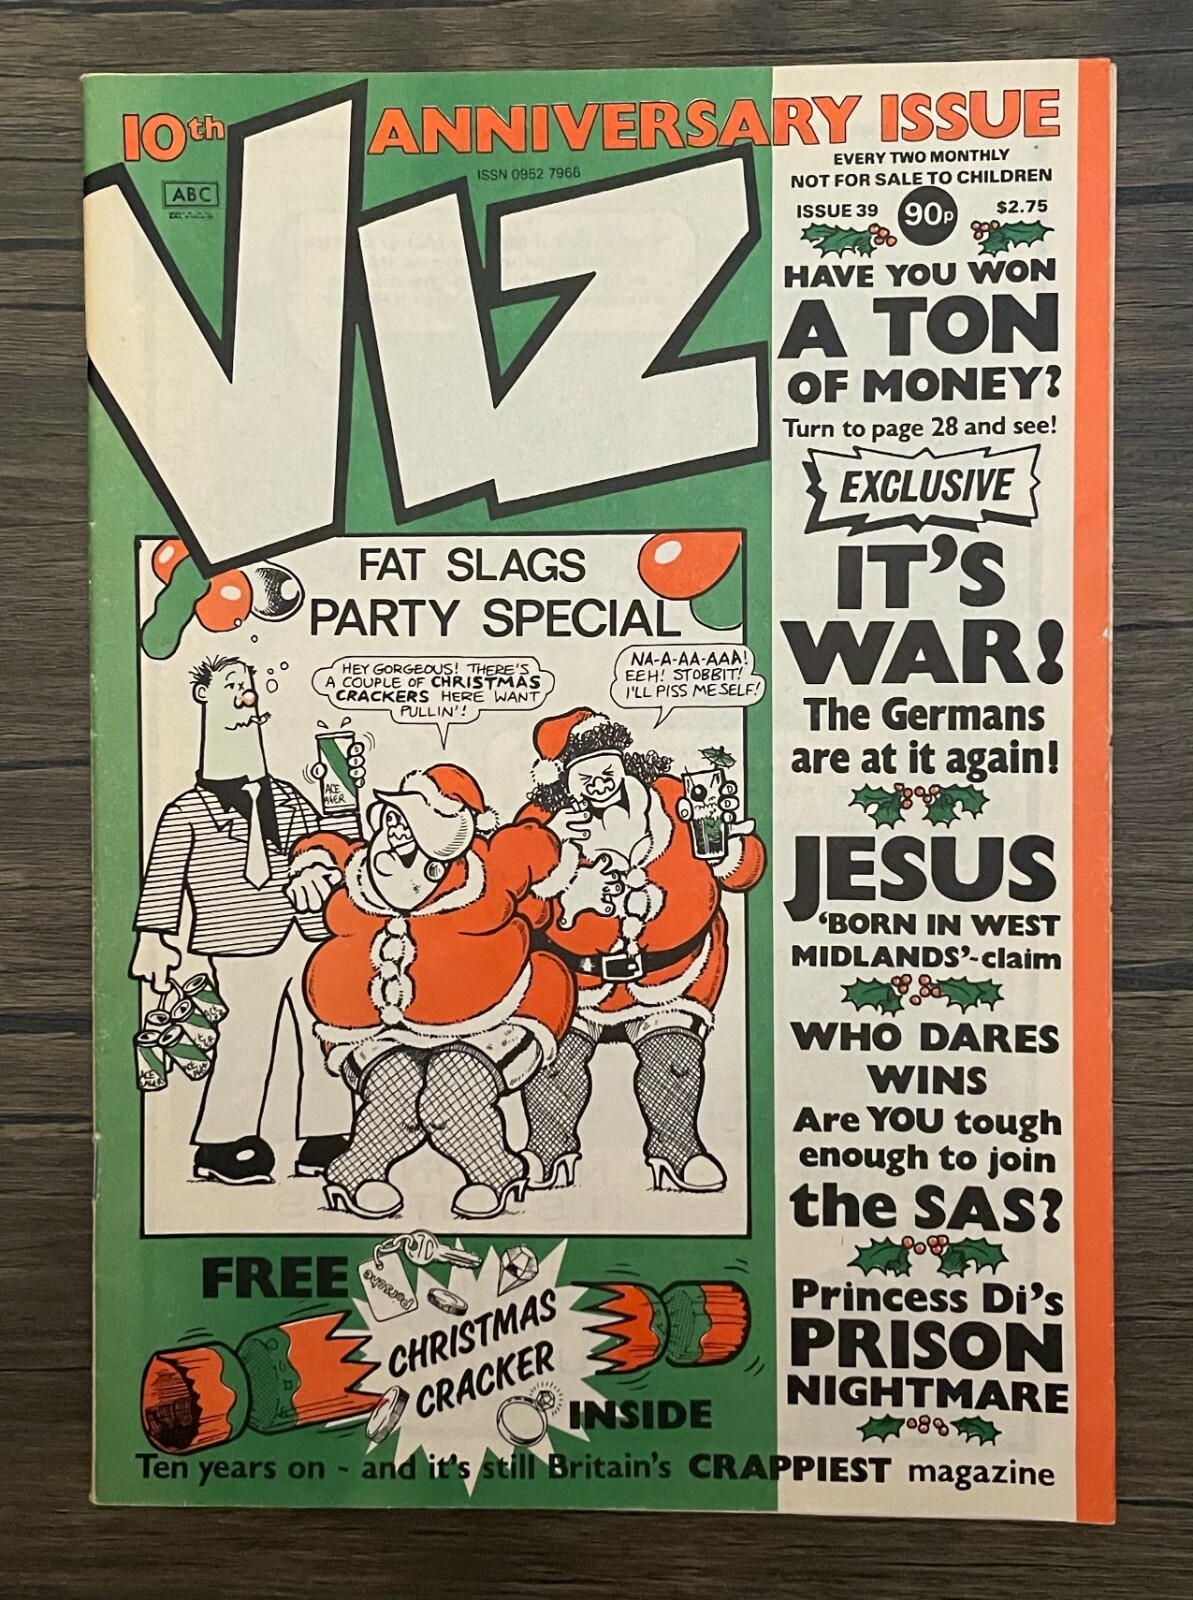 10th ANNIVERSARY ISSUE
VIZ
ABC
ISSN 0952 7966
EVERY TWO MONTHLY
NOT FOR SALE TO CHILDREN
ISSUE 39 90p $2.75
HAVE YOU WON
A TON
OF MONEY?
Turn to page 28 and see!
EXCLUSIVE
IT'S
WAR!
The Germans
are at it again!
JESUS
'BORN IN WEST
MIDLANDS'-claim
WHO DARES
WINS
Are YOU tough
enough to join
the SAS?
Princess Di's
PRISON
NIGHTMARE
FAT SLAGS
PARTY SPECIAL
HEY GORGEOUS! THERE'S
A COUPLE OF CHRISTMAS
CRACKERS HERE WANT
PULLIN'!
NA-A-AA-AAA!
EEH! STOBBIT!
I'LL PISS MESELF!
ACE
LAGER
ACE
LAGER
FREE
Porsche
CHRISTMAS
CRACKER
INSIDE
Ten years on - and it's still Britain's CRAPPIEST magazine